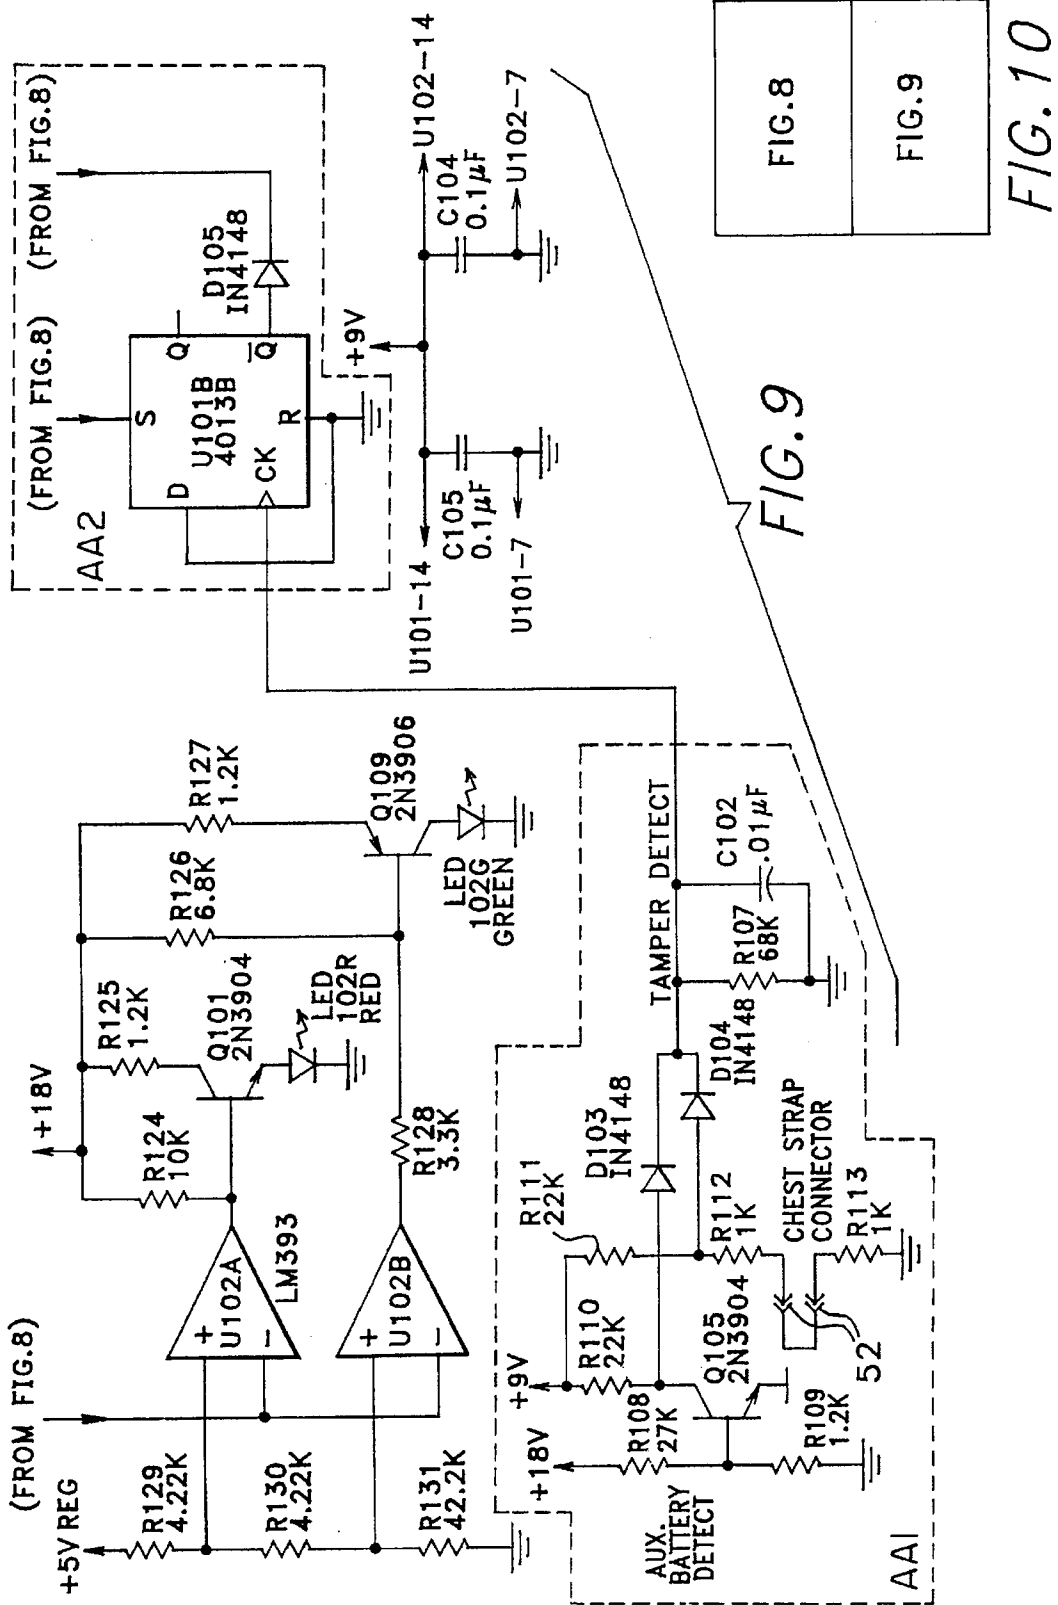 (FROM FIG.8)
+5V REG
R129
4.22K
R130
4.22K
R131
42.2K
+
U102A
−
LM393
+
U102B
−
+18V
R124
10K
R125
1.2K
Q101
2N3904
LED
102R
RED
R126
6.8K
R127
1.2K
Q109
2N3906
LED
102G
GREEN
R128
3.3K
(FROM FIG.8)
(FROM FIG.8)
AA2
D
S
U101B
4013B
CK
R
Q
Q̅
D105
IN4148
+9V
U101-14
U102-14
C105
0.1μF
C104
0.1μF
U101-7
U102-7
AUX.
BATTERY
DETECT
+18V
+9V
R108
27K
R109
1.2K
R110
22K
R111
22K
Q105
2N3904
D103
IN4148
D104
IN4148
R112
1K
CHEST STRAP
CONNECTOR
R113
1K
52
TAMPER DETECT
R107
68K
C102
.01μF
AA1
FIG.9
FIG.8
FIG.9
FIG.10